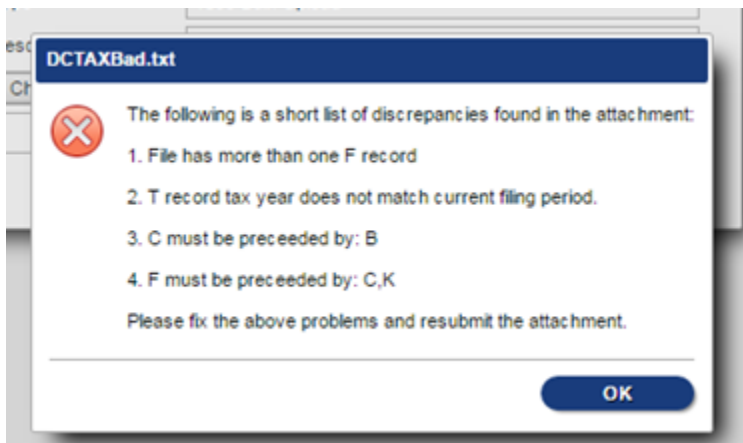 esc
DCTAXBad.txt
Ch
The following is a short list of discrepancies found in the attachment:
1. File has more than one F record
2. T record tax year does not match current filing period.
3. C must be preceeded by: B
4. F must be preceeded by: C,K
Please fix the above problems and resubmit the attachment.
OK